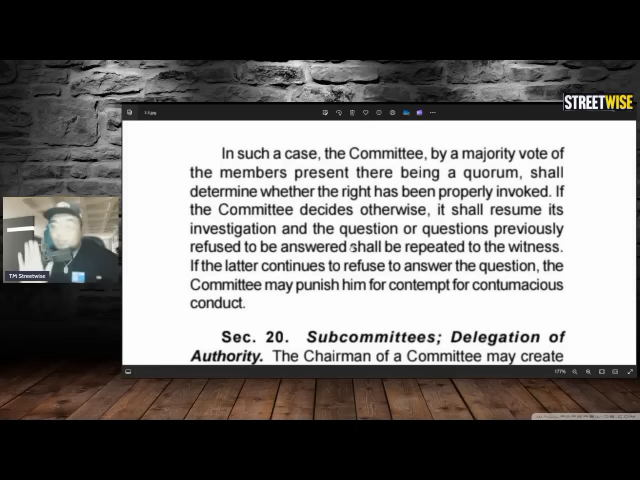 STREETWISE
1.3.jpg
In such a case, the Committee, by a majority vote of
the members present there being a quorum, shall
determine whether the right has been properly invoked. If
the Committee decides otherwise, it shall resume its
investigation and the question or questions previously
refused to be answered shall be repeated to the witness.
If the latter continues to refuse to answer the question, the
Committee may punish him for contempt for contumacious
conduct.
Sec. 20. Subcommittees; Delegation of
Authority. The Chairman of a Committee may create
TM Streetwise
177%